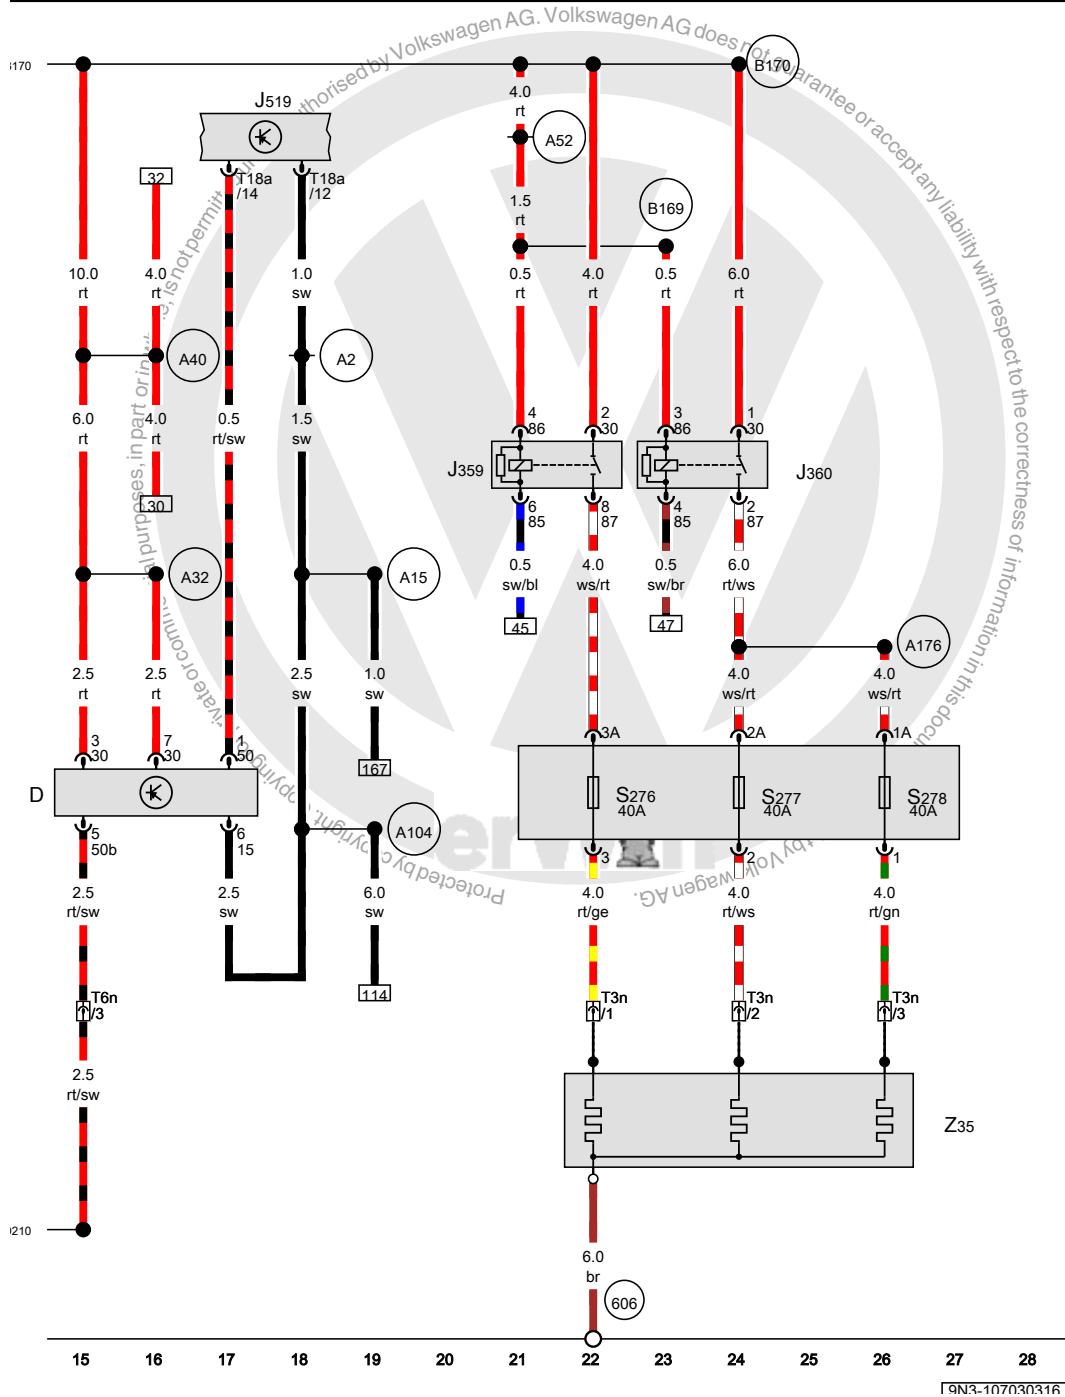 Protected by copyright. Copying for private or commercial purposes, in part or in whole, is not permitted unless authorised by Volkswagen AG. Volkswagen AG does not guarantee or accept any liability with respect to the correctness of information in this document. Copyright by Volkswagen AG.
erWin
B170
J519
4.0
rt
A52
32
T18a
/14
T18a
/12
1.5
rt
B169
10.0
rt
4.0
rt
1.0
sw
0.5
rt
4.0
rt
0.5
rt
6.0
rt
A40
A2
6.0
rt
4.0
rt
0.5
rt/sw
1.5
sw
4
86
2
30
3
86
1
30
J359
J360
30
6
85
8
87
4
85
2
87
A32
A15
0.5
sw/bl
4.0
ws/rt
0.5
sw/br
6.0
rt/ws
45
47
A176
2.5
rt
2.5
rt
2.5
sw
1.0
sw
4.0
ws/rt
4.0
ws/rt
3
30
7
30
1
50
3A
2A
1A
167
D
S276
40A
S277
40A
S278
40A
A104
5
50b
6
15
3
2
1
2.5
rt/sw
2.5
sw
6.0
sw
4.0
rt/ge
4.0
rt/ws
4.0
rt/gn
114
T6n
/3
T3n
/1
T3n
/2
T3n
/3
2.5
rt/sw
Z35
6.0
br
606
15 16 17 18 19 20 21 22 23 24 25 26 27 28
9N3-107030316